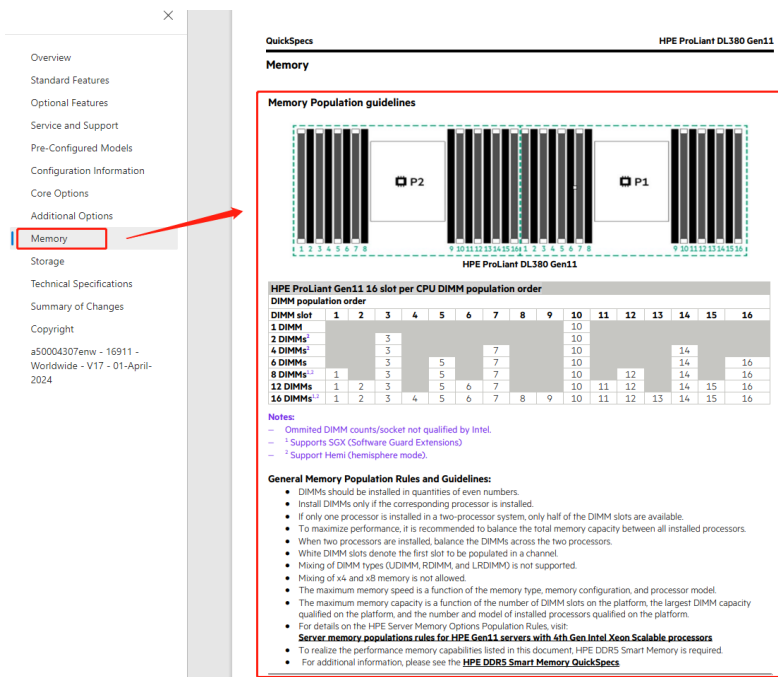 Overview
Standard Features
Optional Features
Service and Support
Pre-Configured Models
Configuration Information
Core Options
Additional Options
Memory
Storage
Technical Specifications
Summary of Changes
Copyright
a50004307enw - 16911 -
Worldwide - V17 - 01-April-
2024
QuickSpecs HPE ProLiant DL380 Gen11
Memory
Memory Population guidelines
P2 P1
1 2 3 4 5 6 7 8 9 10 11 12 13 14 15 16 1 2 3 4 5 6 7 8 9 10 11 12 13 14 15 16
HPE ProLiant DL380 Gen11
HPE ProLiant Gen11 16 slot per CPU DIMM population order
DIMM population order
DIMM slot 1 2 3 4 5 6 7 8 9 10 11 12 13 14 15 16
1 DIMM 10
2 DIMMs² 3 10
4 DIMMs² 3 7 10 14
6 DIMMs 3 5 7 10 14 16
8 DIMMs¹,² 1 3 5 7 10 12 14 16
12 DIMMs 1 2 3 5 6 7 10 11 12 14 15 16
16 DIMMs¹,² 1 2 3 4 5 6 7 8 9 10 11 12 13 14 15 16
Notes:
– Ommited DIMM counts/socket not qualified by Intel.
– ¹ Supports SGX (Software Guard Extensions)
– ² Support Hemi (hemisphere mode).
General Memory Population Rules and Guidelines:
• DIMMs should be installed in quantities of even numbers.
• Install DIMMs only if the corresponding processor is installed.
• If only one processor is installed in a two-processor system, only half of the DIMM slots are available.
• To maximize performance, it is recommended to balance the total memory capacity between all installed processors.
• When two processors are installed, balance the DIMMs across the two processors.
• White DIMM slots denote the first slot to be populated in a channel.
• Mixing of DIMM types (UDIMM, RDIMM, and LRDIMM) is not supported.
• Mixing of x4 and x8 memory is not allowed.
• The maximum memory speed is a function of the memory type, memory configuration, and processor model.
• The maximum memory capacity is a function of the number of DIMM slots on the platform, the largest DIMM capacity
qualified on the platform, and the number and model of installed processors qualified on the platform.
• For details on the HPE Server Memory Options Population Rules, visit:
Server memory populations rules for HPE Gen11 servers with 4th Gen Intel Xeon Scalable processors
• To realize the performance memory capabilities listed in this document, HPE DDR5 Smart Memory is required.
• For additional information, please see the HPE DDR5 Smart Memory QuickSpecs